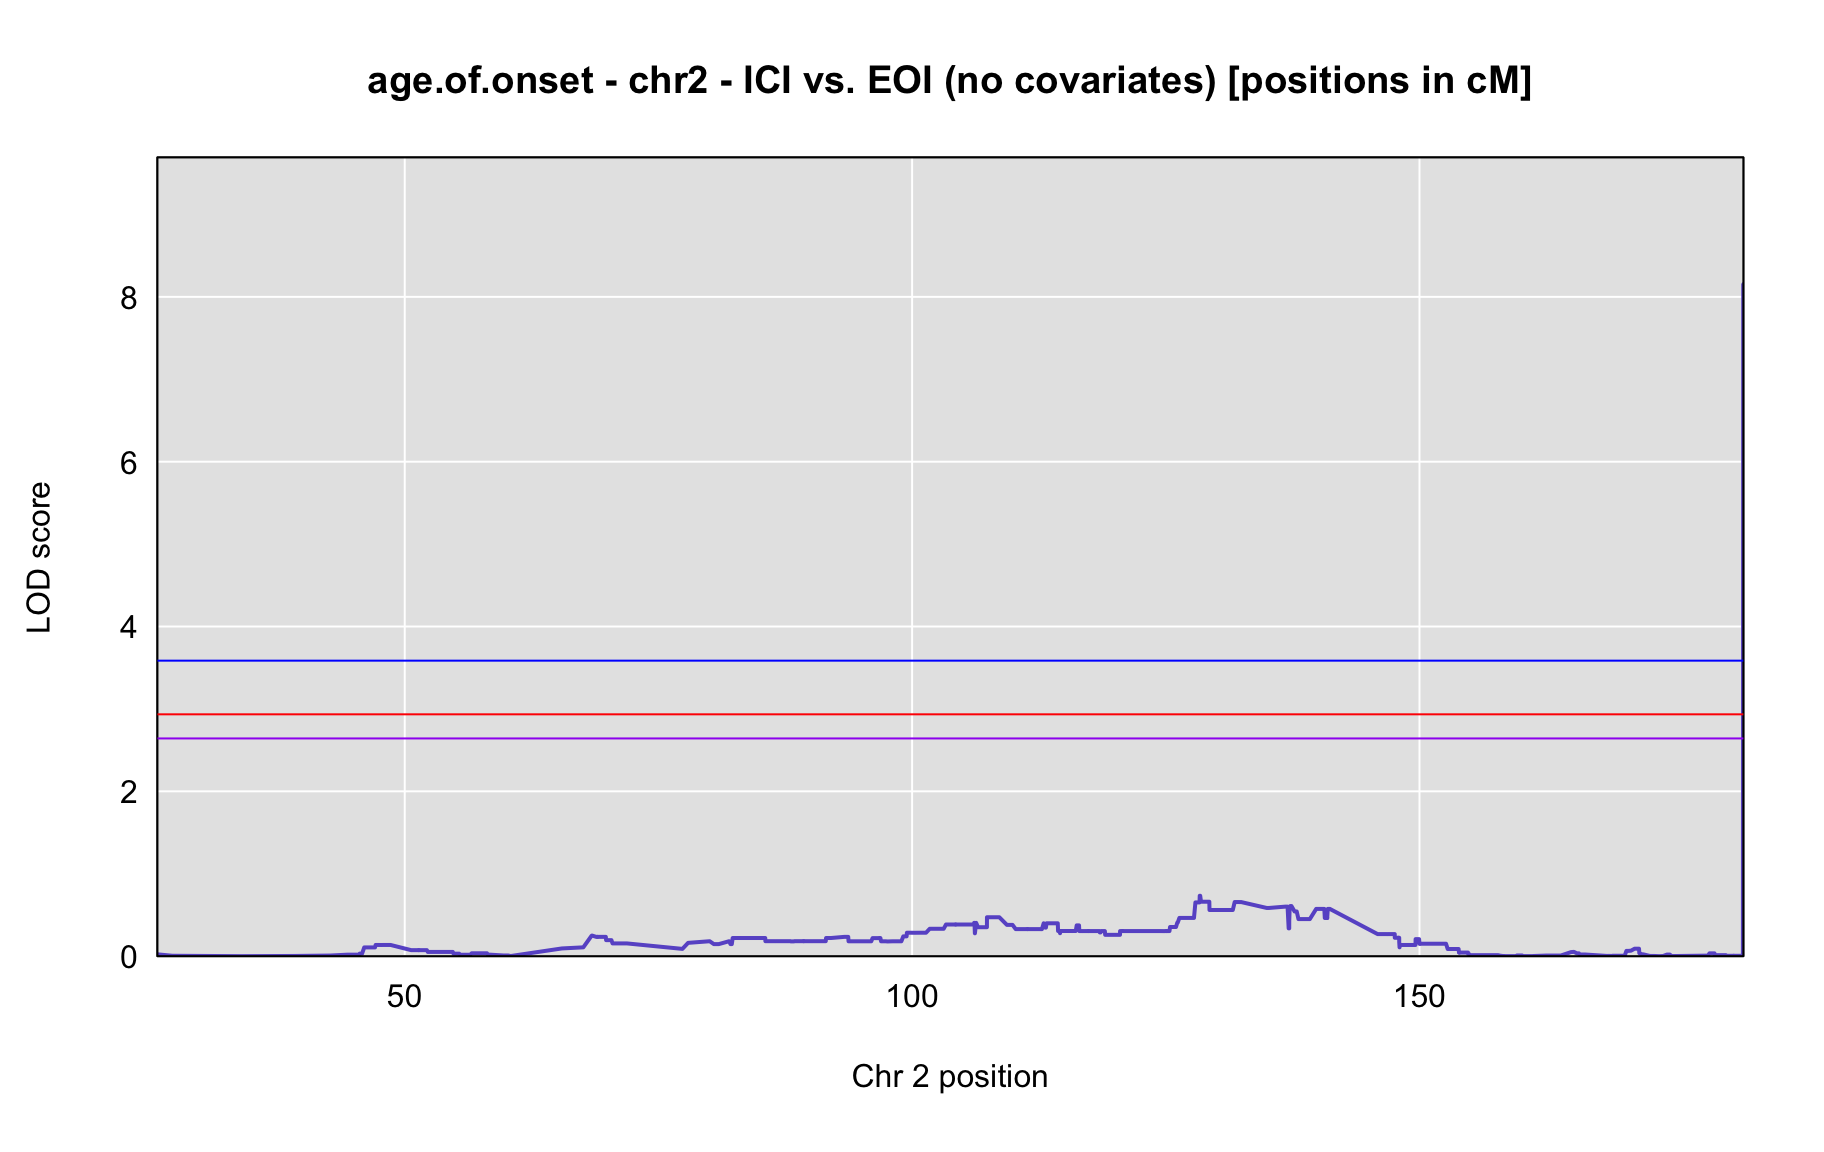 age.of.onset - chr2 - ICI vs. EOI (no covariates) [positions in cM]
8
6
4
2
0
LOD score
50 100 150
Chr 2 position